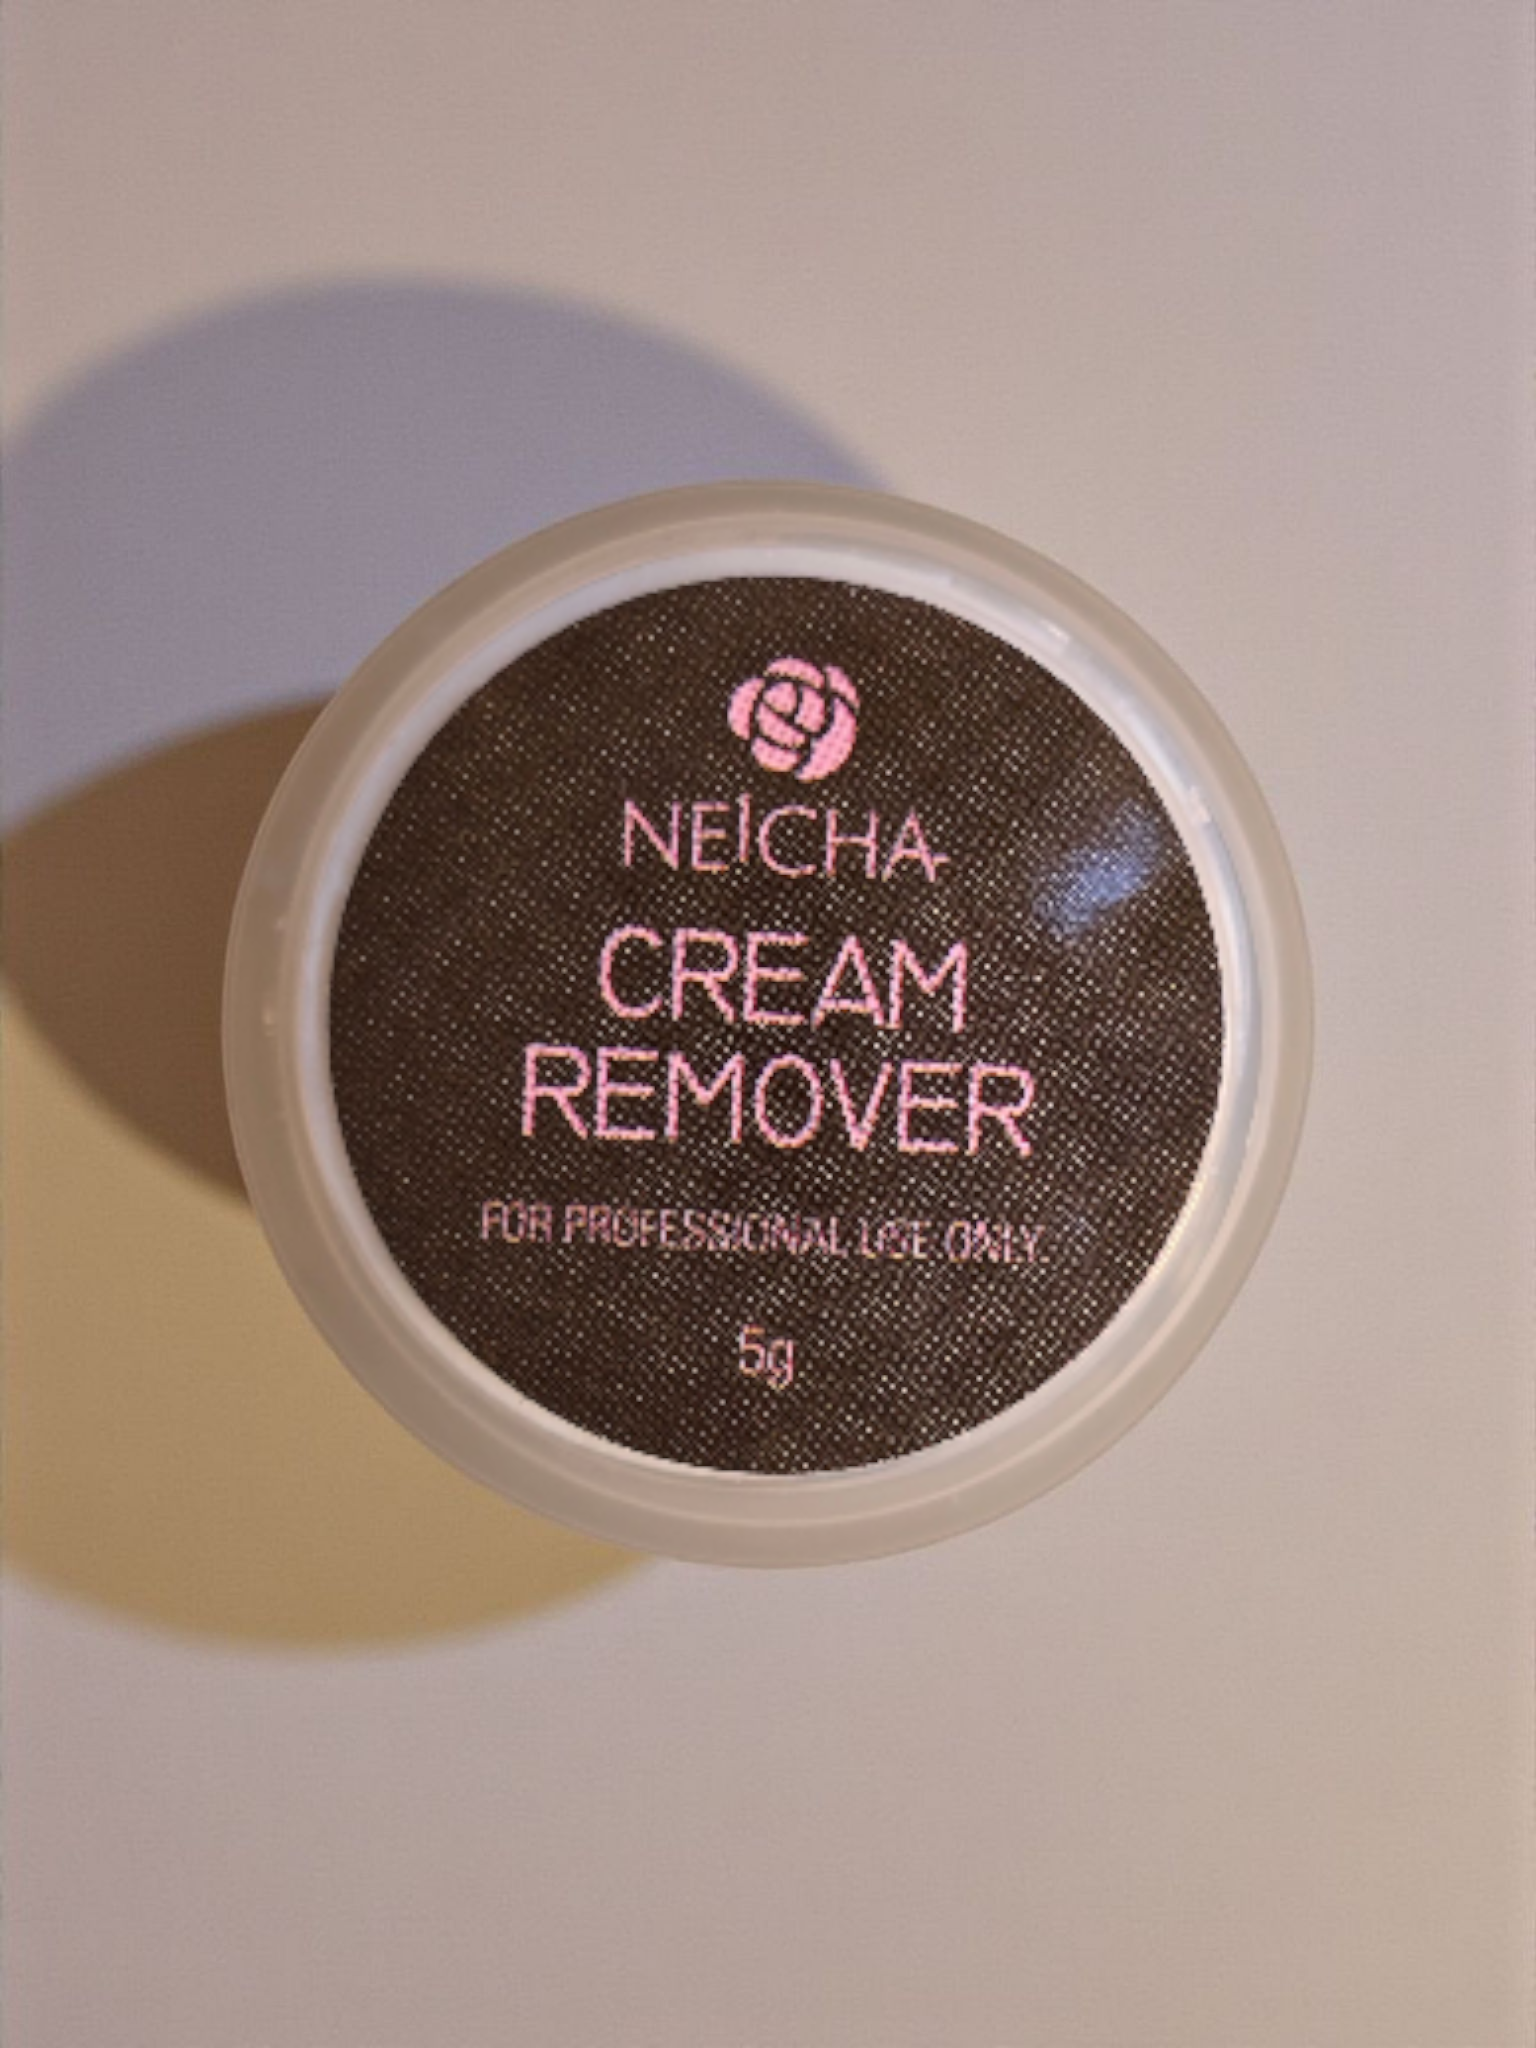 NEICHA
CREAM
REMOVER
FOR PROFESSIONAL USE ONLY.
5g